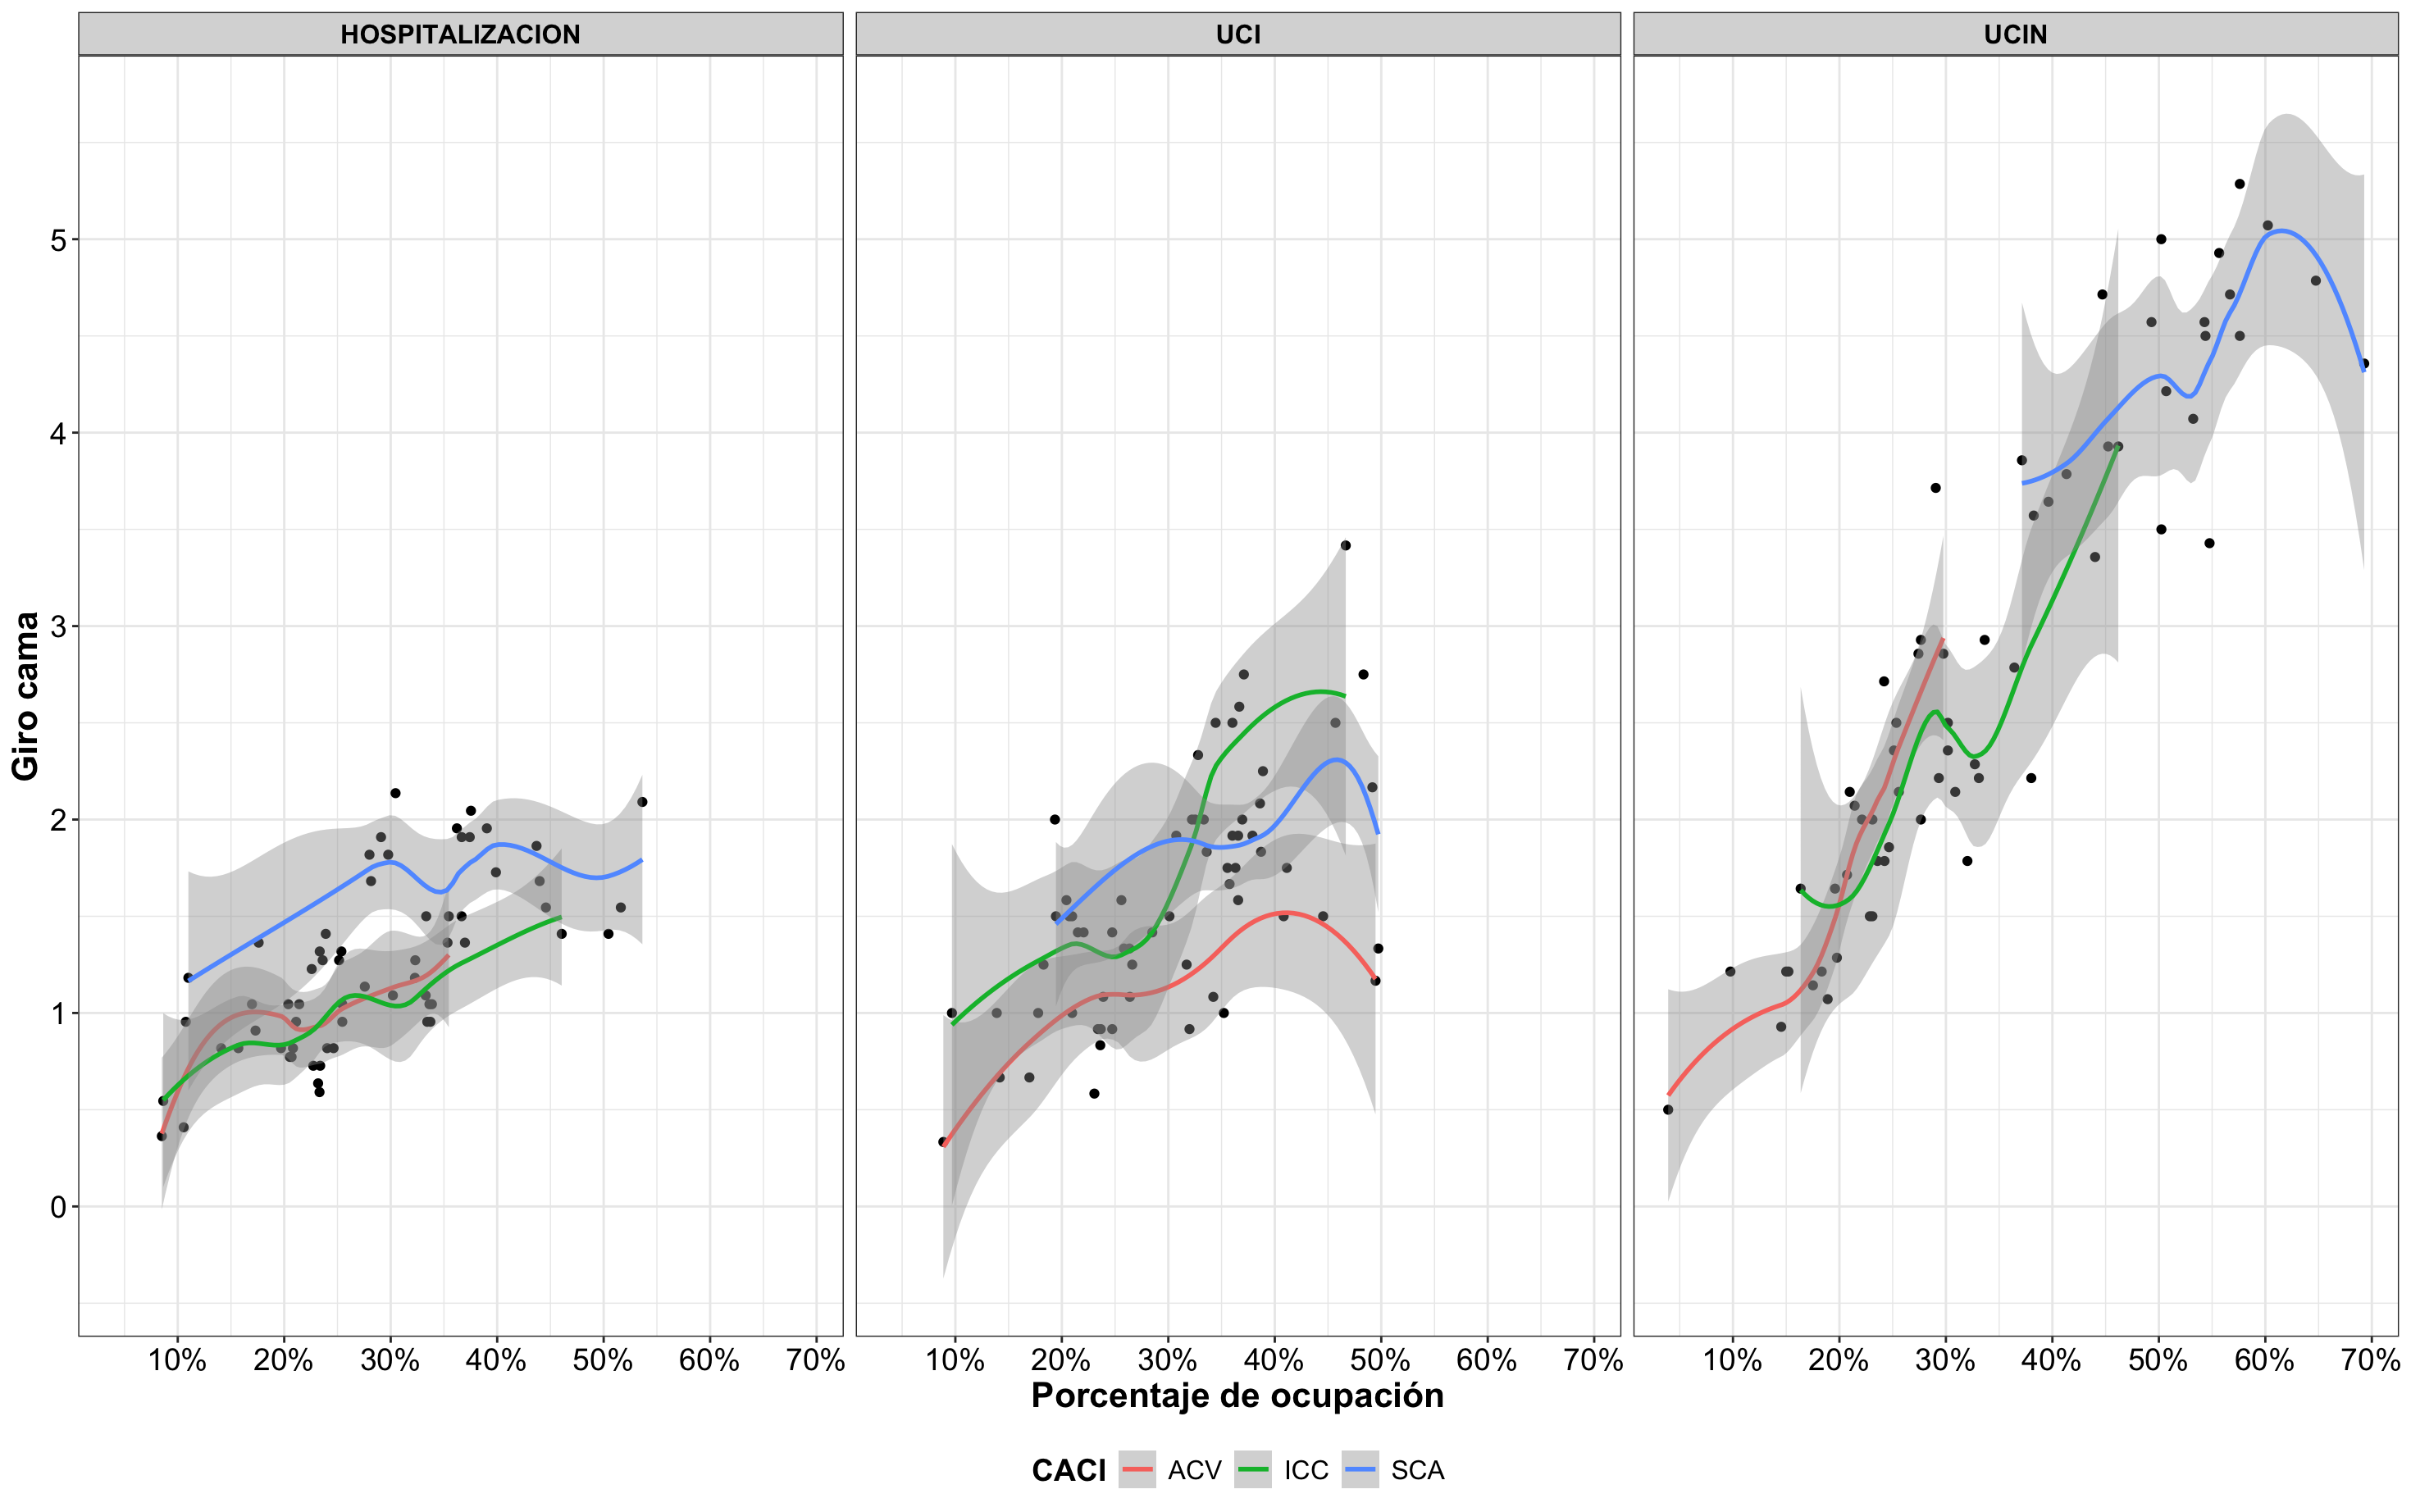 HOSPITALIZACION UCI UCIN
5
4
3
2
1
0
Giro cama
10% 20% 30% 40% 50% 60% 70% 10% 20% 30% 40% 50% 60% 70% 10% 20% 30% 40% 50% 60% 70%
Porcentaje de ocupación
CACI ACV ICC SCA